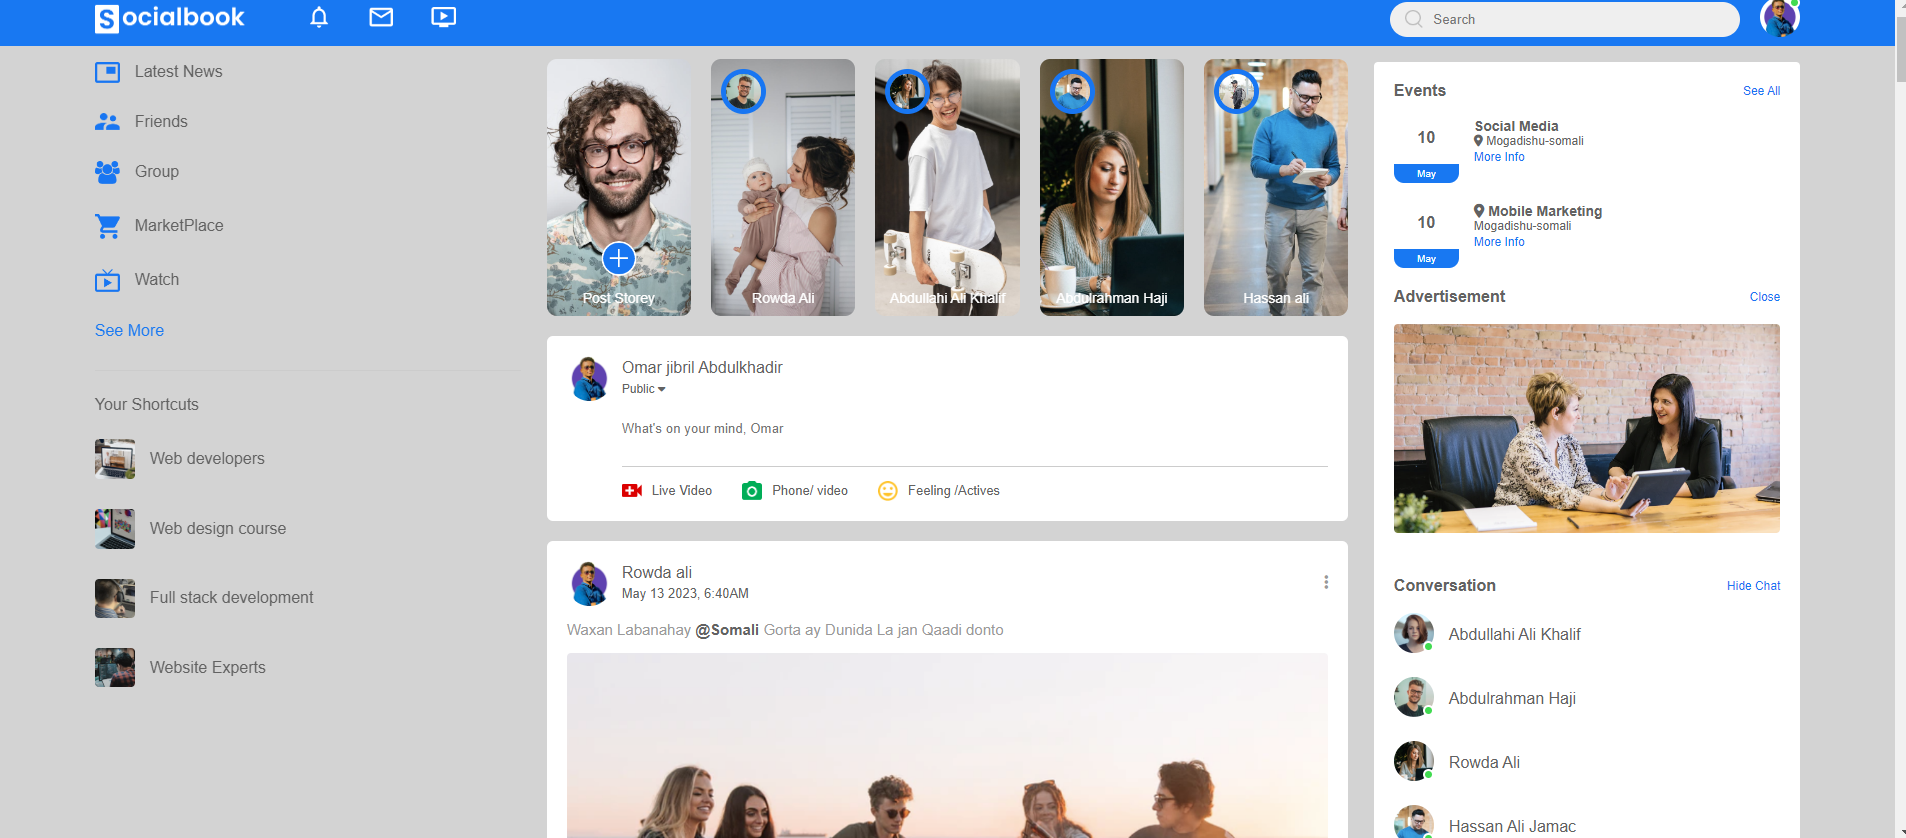 Socialbook
Search
Latest News
Friends
Group
MarketPlace
Watch
See More
Your Shortcuts
Web developers
Web design course
Full stack development
Website Experts
Post Storey
Rowda Ali
Abdullahi Ali Khalif
Abdulrahman Haji
Hassan ali
Omar jibril Abdulkhadir
Public
What's on your mind, Omar
Live Video
Phone/ video
Feeling /Actives
Rowda ali
May 13 2023, 6:40AM
Waxan Labanahay @Somali Gorta ay Dunida La jan Qaadi donto
Events
See All
10
May
Social Media
Mogadishu-somali
More Info
10
May
Mobile Marketing
Mogadishu-somali
More Info
Advertisement
Close
Conversation
Hide Chat
Abdullahi Ali Khalif
Abdulrahman Haji
Rowda Ali
Hassan Ali Jamac